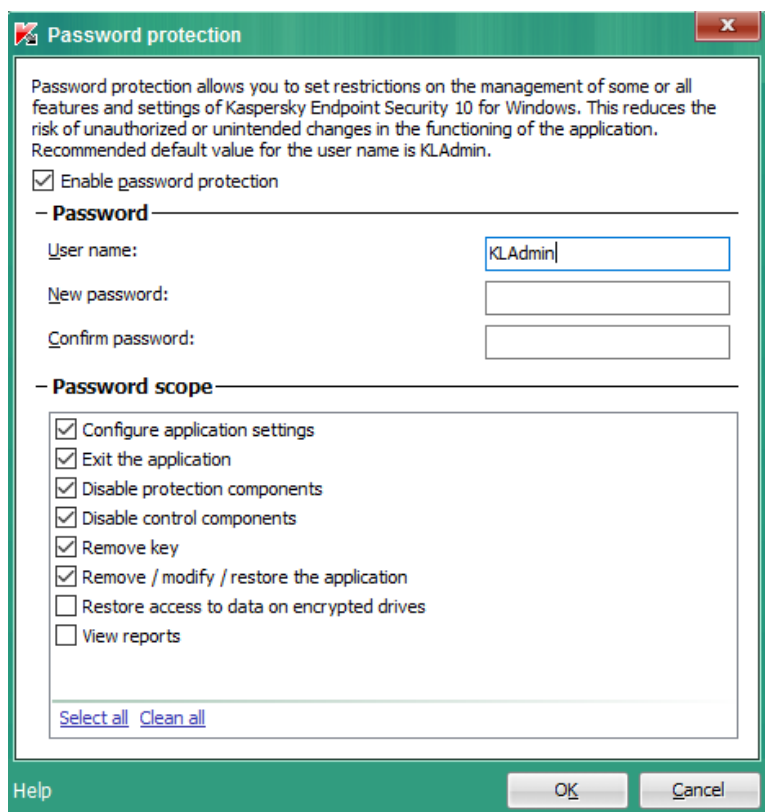 Password protection
x
Password protection allows you to set restrictions on the management of some or all
features and settings of Kaspersky Endpoint Security 10 for Windows. This reduces the
risk of unauthorized or unintended changes in the functioning of the application.
Recommended default value for the user name is KLAdmin.
Enable password protection
Password
User name: KLAdmin
New password:
Confirm password:
Password scope
Configure application settings
Exit the application
Disable protection components
Disable control components
Remove key
Remove / modify / restore the application
Restore access to data on encrypted drives
View reports
Select all Clean all
Help OK Cancel